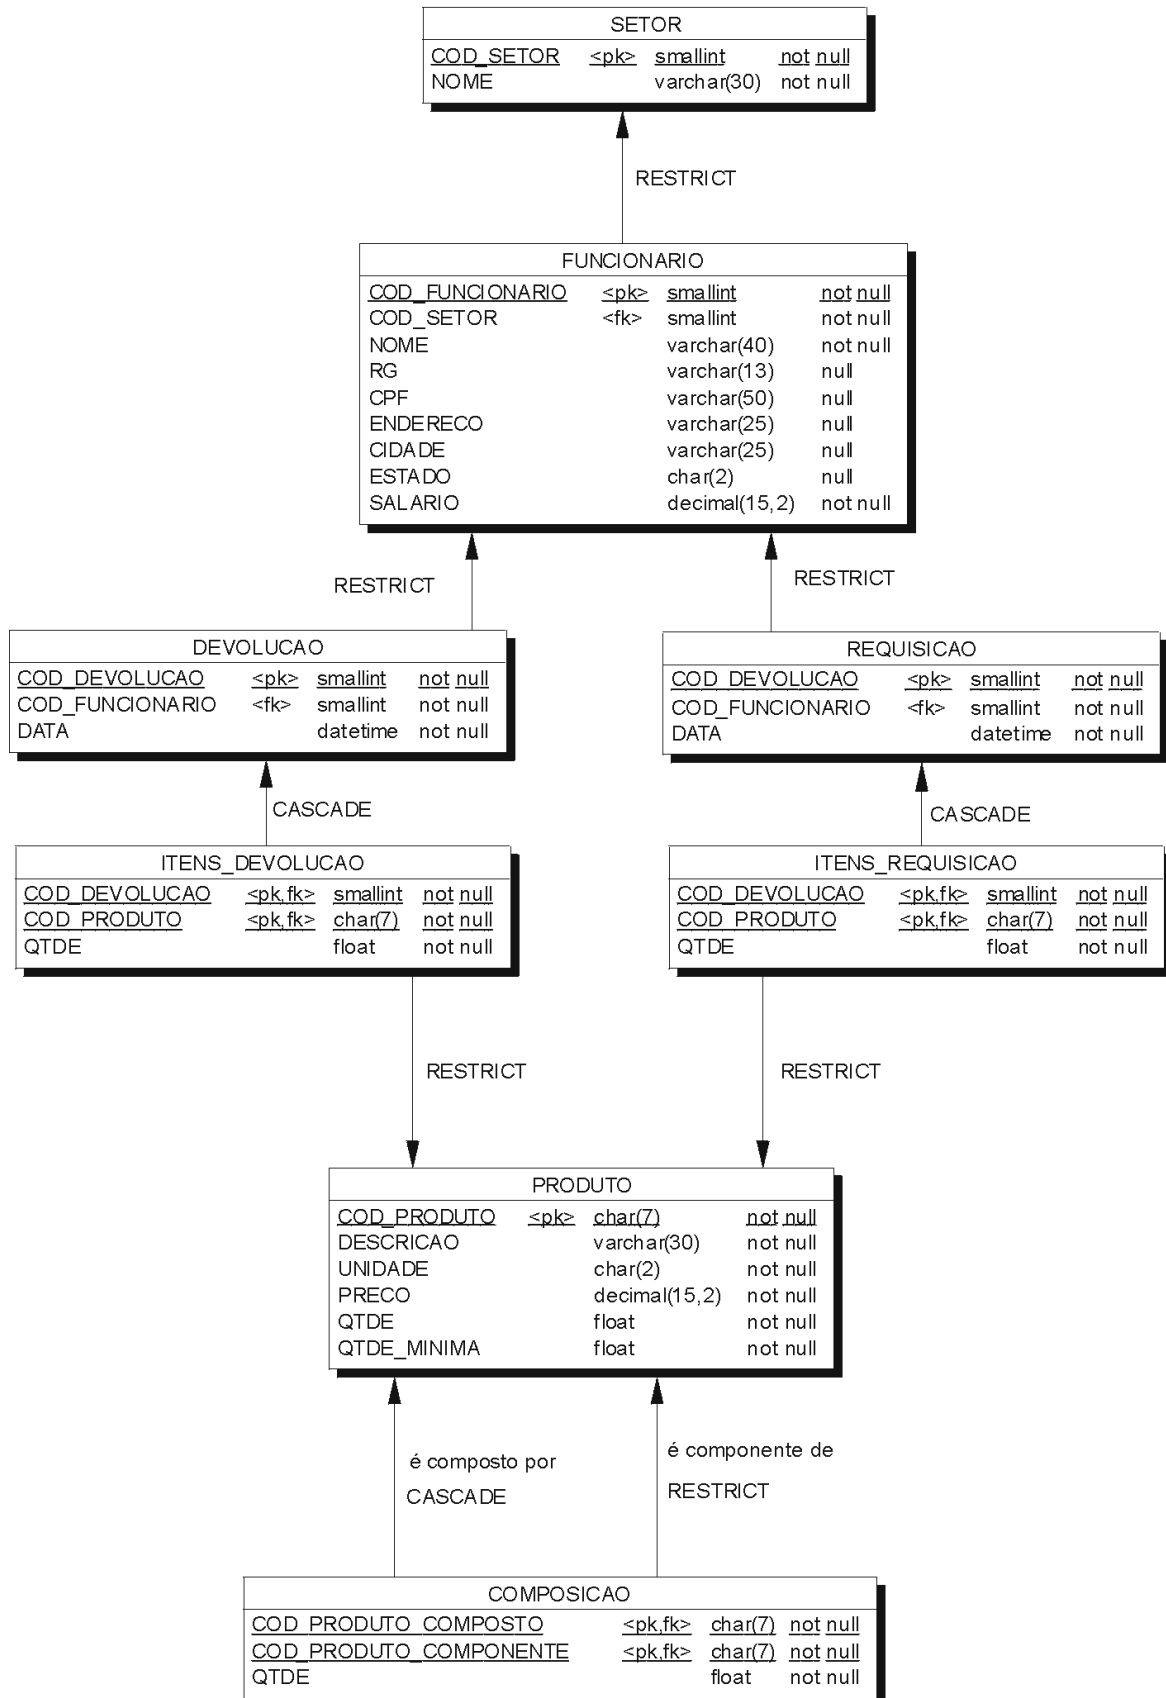 SETOR
COD_SETOR <pk> smallint not null
NOME varchar(30) not null
RESTRICT
FUNCIONARIO
COD_FUNCIONARIO <pk> smallint not null
COD_SETOR <fk> smallint not null
NOME varchar(40) not null
RG varchar(13) null
CPF varchar(50) null
ENDERECO varchar(25) null
CIDADE varchar(25) null
ESTADO char(2) null
SALARIO decimal(15,2) not null
RESTRICT
RESTRICT
DEVOLUCAO
COD_DEVOLUCAO <pk> smallint not null
COD_FUNCIONARIO <fk> smallint not null
DATA datetime not null
REQUISICAO
COD_DEVOLUCAO <pk> smallint not null
COD_FUNCIONARIO <fk> smallint not null
DATA datetime not null
CASCADE
CASCADE
ITENS_DEVOLUCAO
COD_DEVOLUCAO <pk,fk> smallint not null
COD_PRODUTO <pk,fk> char(7) not null
QTDE float not null
ITENS_REQUISICAO
COD_DEVOLUCAO <pk,fk> smallint not null
COD_PRODUTO <pk,fk> char(7) not null
QTDE float not null
RESTRICT
RESTRICT
PRODUTO
COD_PRODUTO <pk> char(7) not null
DESCRICAO varchar(30) not null
UNIDADE char(2) not null
PRECO decimal(15,2) not null
QTDE float not null
QTDE_MINIMA float not null
é composto por
CASCADE
é componente de
RESTRICT
COMPOSICAO
COD_PRODUTO_COMPOSTO <pk,fk> char(7) not null
COD_PRODUTO_COMPONENTE <pk,fk> char(7) not null
QTDE float not null